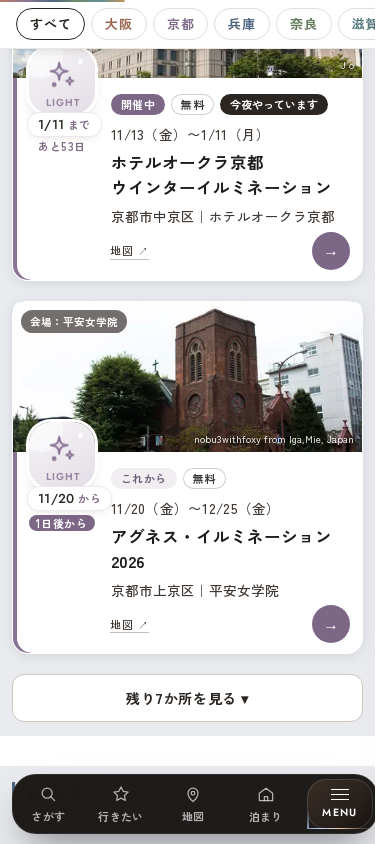 すべて
大阪
京都
兵庫
奈良
滋賀
LIGHT
1/11 まで
あと53日
開催中
無料
今夜やっています
11/13（金）〜1/11（月）
ホテルオークラ京都
ウインターイルミネーション
京都市中京区｜ホテルオークラ京都
地図 ↗
→
会場：平安女学院
nobu3withfoxy from Iga,Mie, Japan
LIGHT
11/20 から
1日後から
これから
無料
11/20（金）〜12/25（金）
アグネス・イルミネーション
2026
京都市上京区｜平安女学院
地図 ↗
→
残り7か所を見る ▾
さがす
行きたい
地図
泊まり
MENU